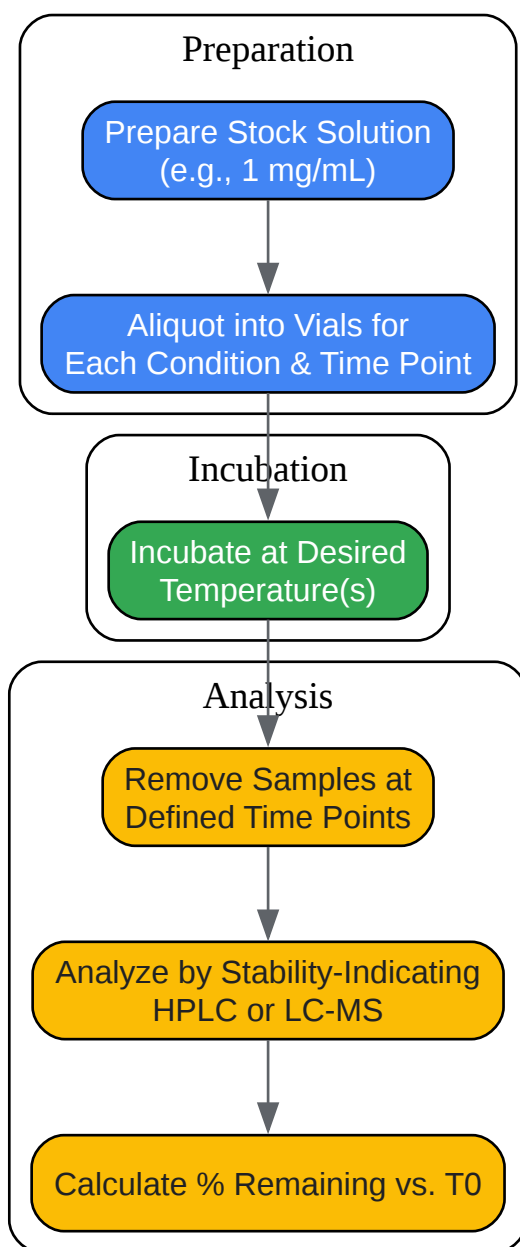 Preparation
Prepare Stock Solution
(e.g., 1 mg/mL)
Aliquot into Vials for
Each Condition & Time Point
Incubation
Incubate at Desired
Temperature(s)
Analysis
Remove Samples at
Defined Time Points
Analyze by Stability-Indicating
HPLC or LC-MS
Calculate % Remaining vs. T0